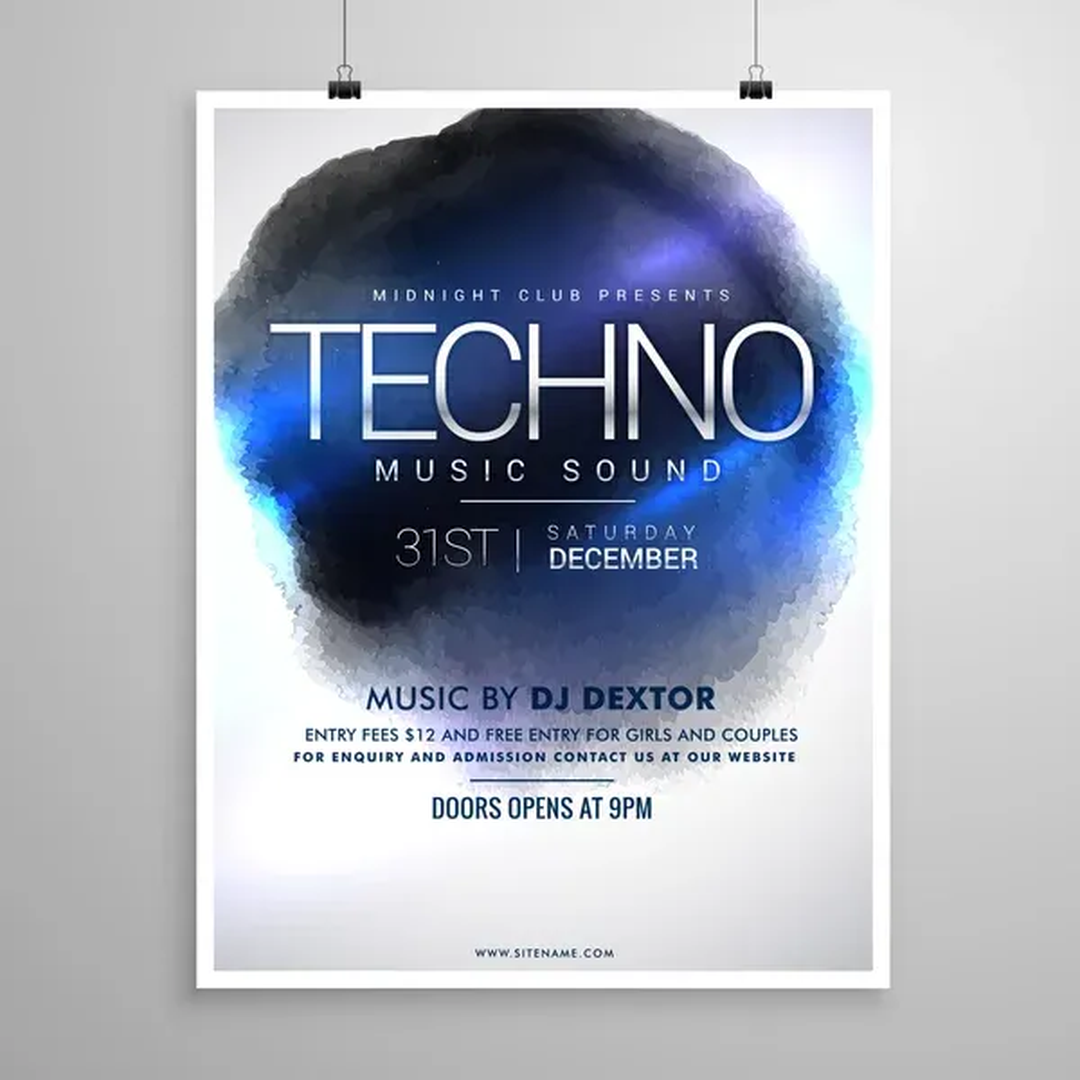 MIDNIGHT CLUB PRESENTS
TECHNO
MUSIC SOUND
31ST | SATURDAY
DECEMBER
MUSIC BY DJ DEXTOR
ENTRY FEES $12 AND FREE ENTRY FOR GIRLS AND COUPLES
FOR ENQUIRY AND ADMISSION CONTACT US AT OUR WEBSITE
DOORS OPENS AT 9PM
WWW.SITENAME.COM